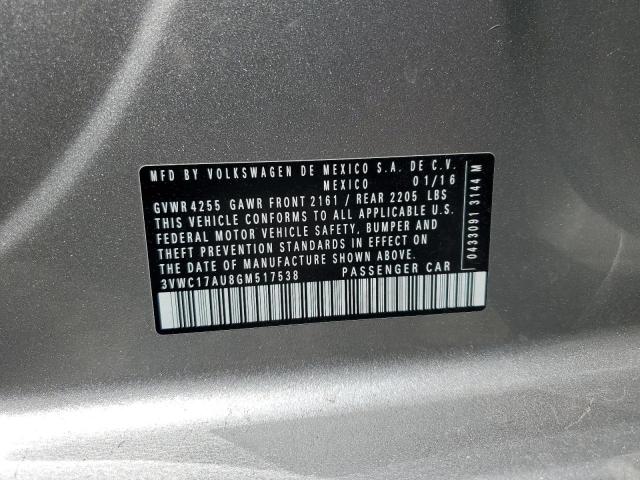 MFD BY VOLKSWAGEN DE MEXICO S.A. DE C.V.
MEXICO 01/16
GVWR 4255 GAWR FRONT 2161 / REAR 2205 LBS
THIS VEHICLE CONFORMS TO ALL APPLICABLE U.S.
FEDERAL MOTOR VEHICLE SAFETY, BUMPER AND
THEFT PREVENTION STANDARDS IN EFFECT ON
THE DATE OF MANUFACTURE SHOWN ABOVE.
3VWC17AU8GM517538 PASSENGER CAR
0433091 3141M